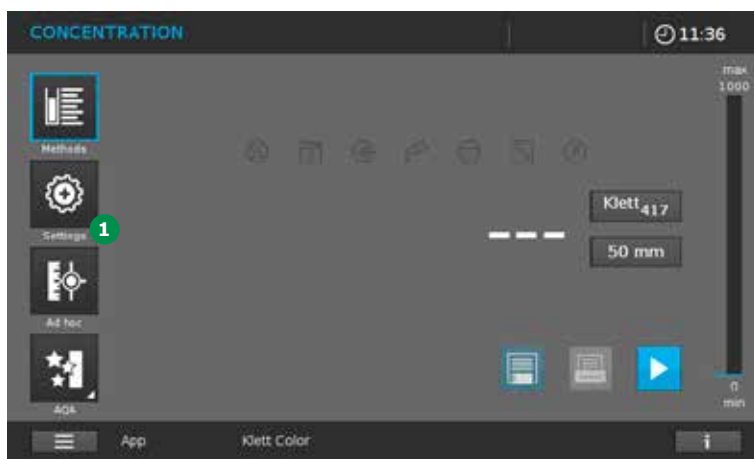 CONCENTRATION
11:36
max
1000
Methods
Klett417
Settings
1
50 mm
Ad hoc
AQA
0
min
App
Klett Color
i